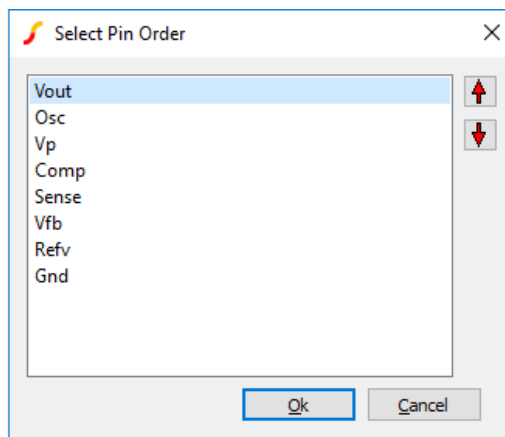 Select Pin Order
Vout
Osc
Vp
Comp
Sense
Vfb
Refv
Gnd
Ok
Cancel